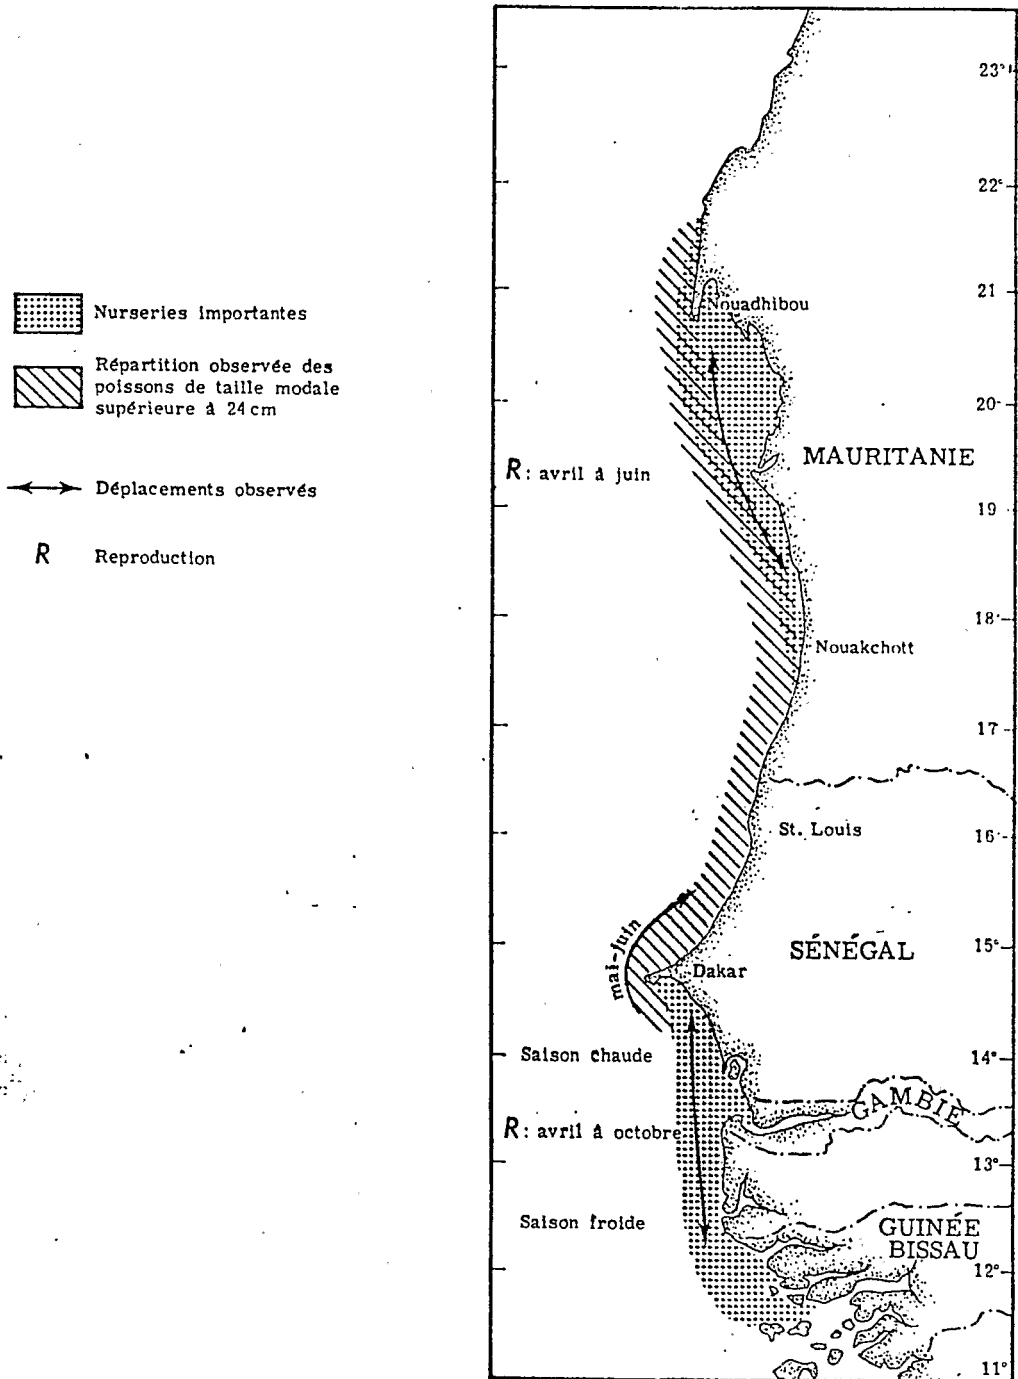 Nurseries importantes
Répartition observée des
poissons de taille modale
supérieure à 24 cm
Déplacements observés
R Reproduction
23°
22°
21
Nouadhibou
20
MAURITANIE
R : avril à juin
19
18
Nouakchott
17
St. Louis
16
mai-juin
15°
SÉNÉGAL
Dakar
Saison chaude
14°
GAMBIE
R : avril à octobre
13°
Saison froide
GUINÉE
BISSAU
12°
11°